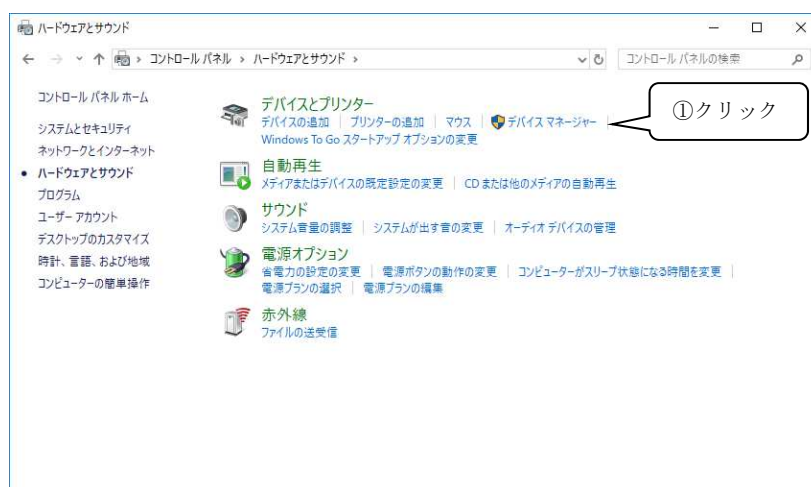 ハードウェアとサウンド
コントロール パネル › ハードウェアとサウンド ›
コントロール パネルの検索
コントロール パネル ホーム
システムとセキュリティ
ネットワークとインターネット
ハードウェアとサウンド
プログラム
ユーザー アカウント
デスクトップのカスタマイズ
時計、言語、および地域
コンピューターの簡単操作
デバイスとプリンター
デバイスの追加 | プリンターの追加 | マウス | デバイス マネージャー |
Windows To Go スタートアップ オプションの変更
自動再生
メディアまたはデバイスの既定設定の変更 | CD または他のメディアの自動再生
サウンド
システム音量の調整 | システムが出す音の変更 | オーディオ デバイスの管理
電源オプション
省電力の設定の変更 | 電源ボタンの動作の変更 | コンピューターがスリープ状態になる時間を変更 |
電源プランの選択 | 電源プランの編集
赤外線
ファイルの送受信
①クリック